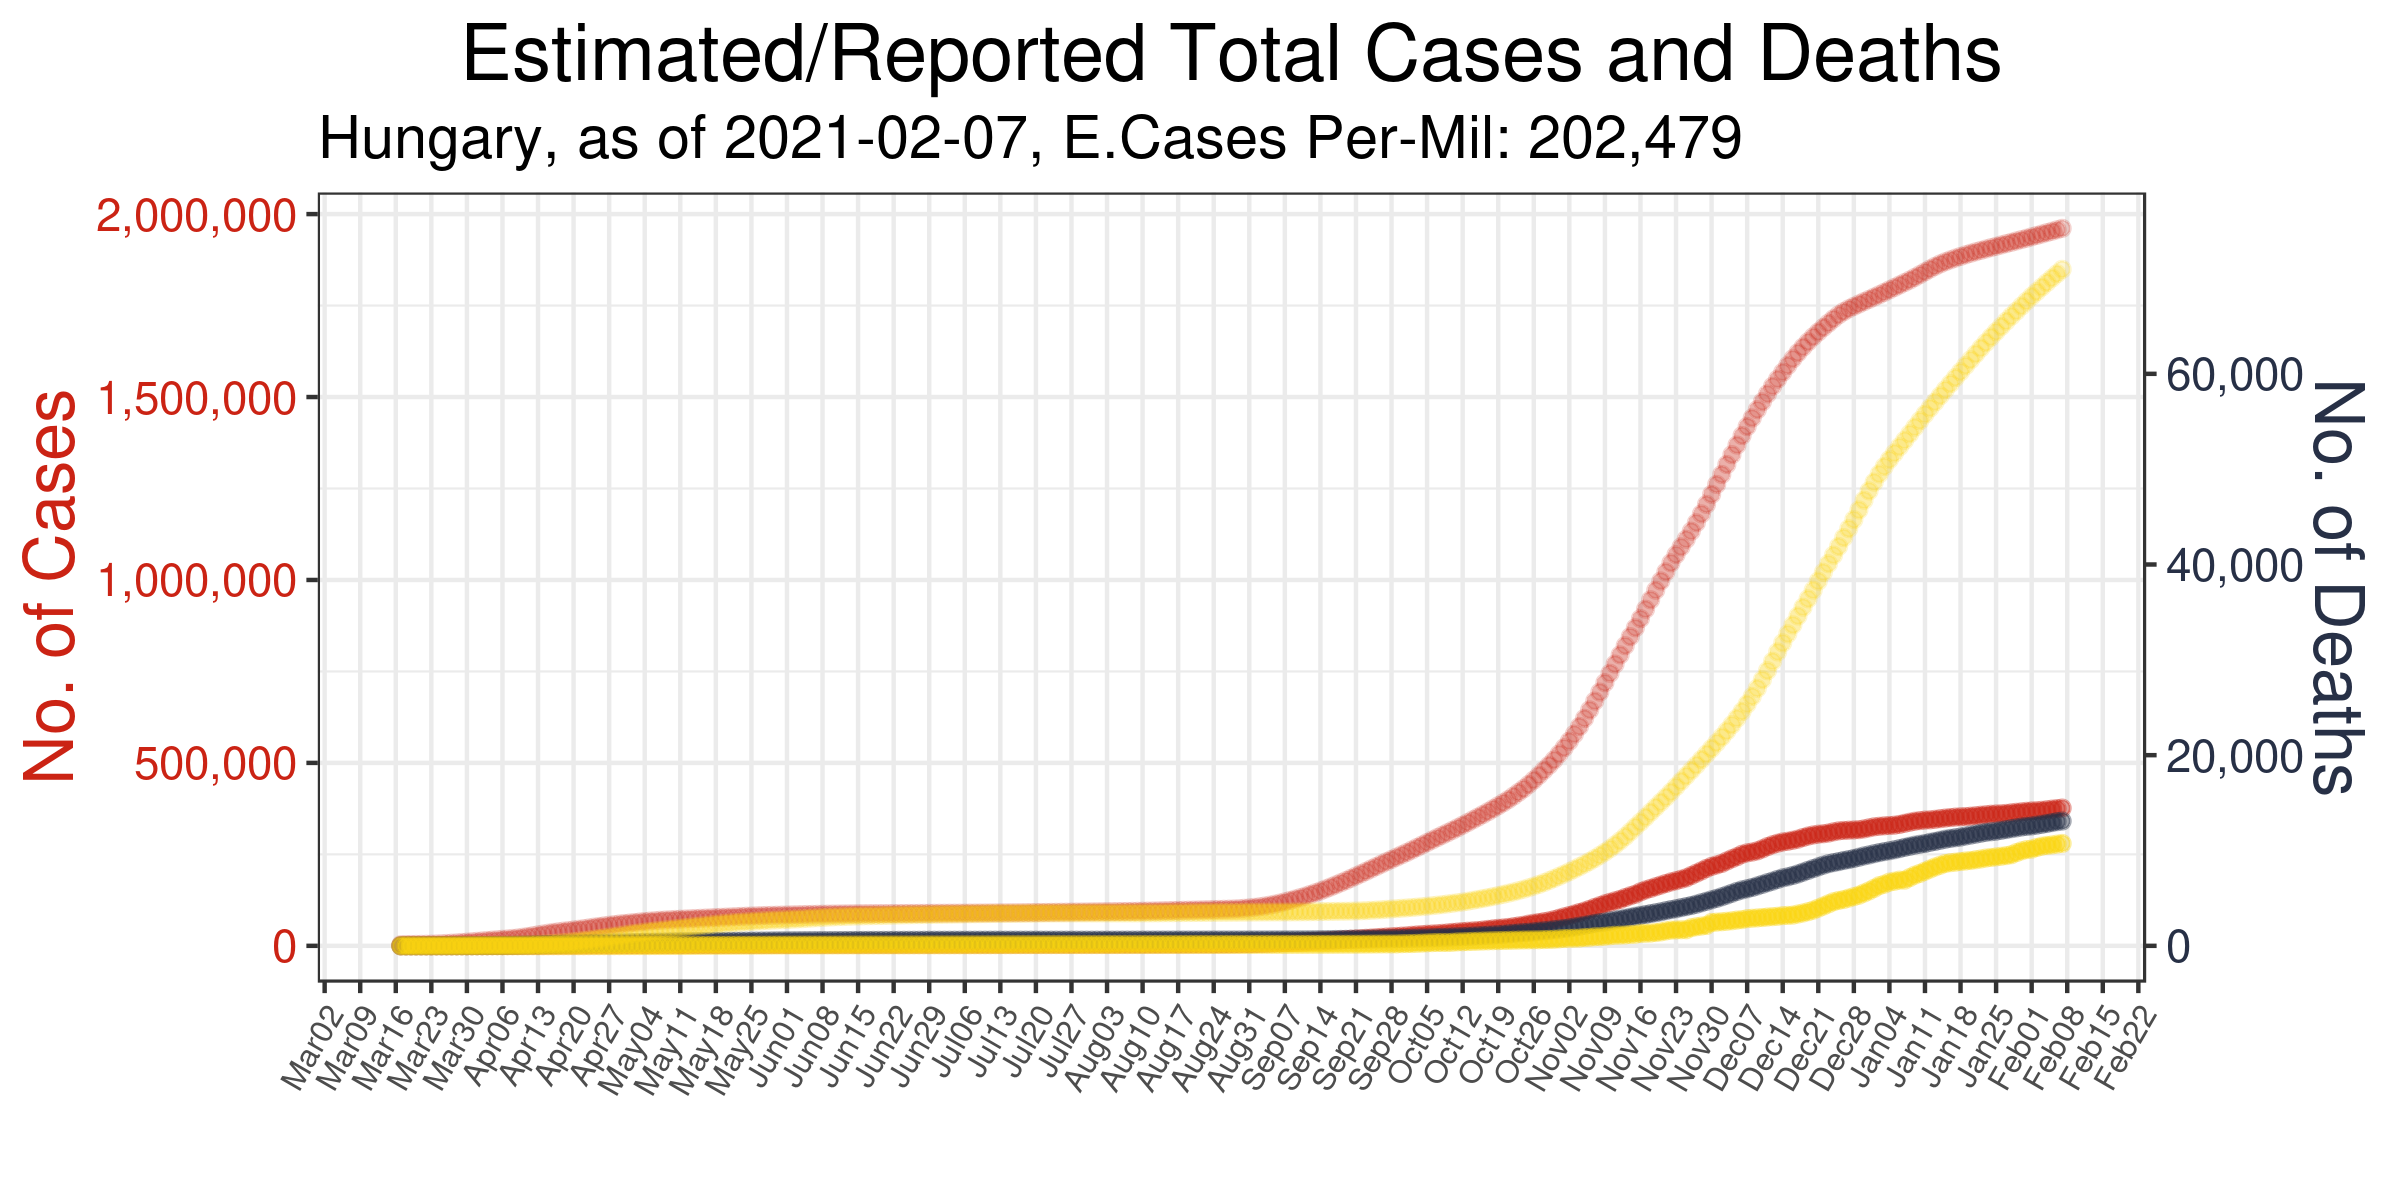 Estimated/Reported Total Cases and Deaths
Hungary, as of 2021-02-07, E.Cases Per-Mil: 202,479
No. of Cases
2,000,000
1,500,000
1,000,000
500,000
0
60,000
40,000
20,000
0
No. of Deaths
Mar02
Mar09
Mar16
Mar23
Mar30
Apr06
Apr13
Apr20
Apr27
May04
May11
May18
May25
Jun01
Jun08
Jun15
Jun22
Jun29
Jul06
Jul13
Jul20
Jul27
Aug03
Aug10
Aug17
Aug24
Aug31
Sep07
Sep14
Sep21
Sep28
Oct05
Oct12
Oct19
Oct26
Nov02
Nov09
Nov16
Nov23
Nov30
Dec07
Dec14
Dec21
Dec28
Jan04
Jan11
Jan18
Jan25
Feb01
Feb08
Feb15
Feb22